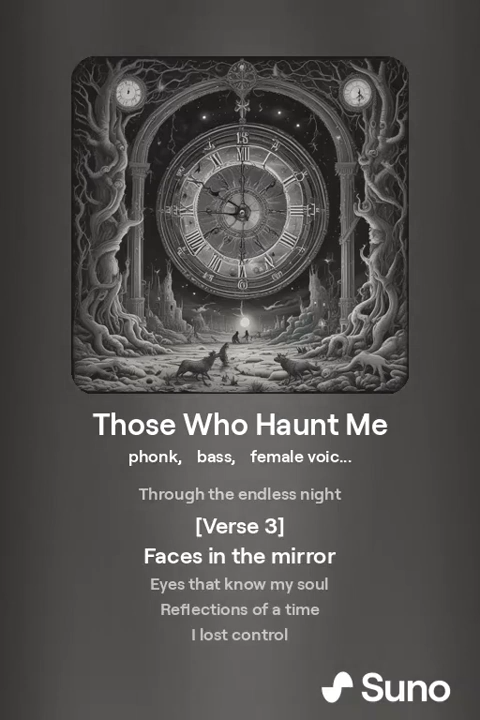 Those Who Haunt Me
phonk, bass, female voic...
Through the endless night
[Verse 3]
Faces in the mirror
Eyes that know my soul
Reflections of a time
I lost control
Suno